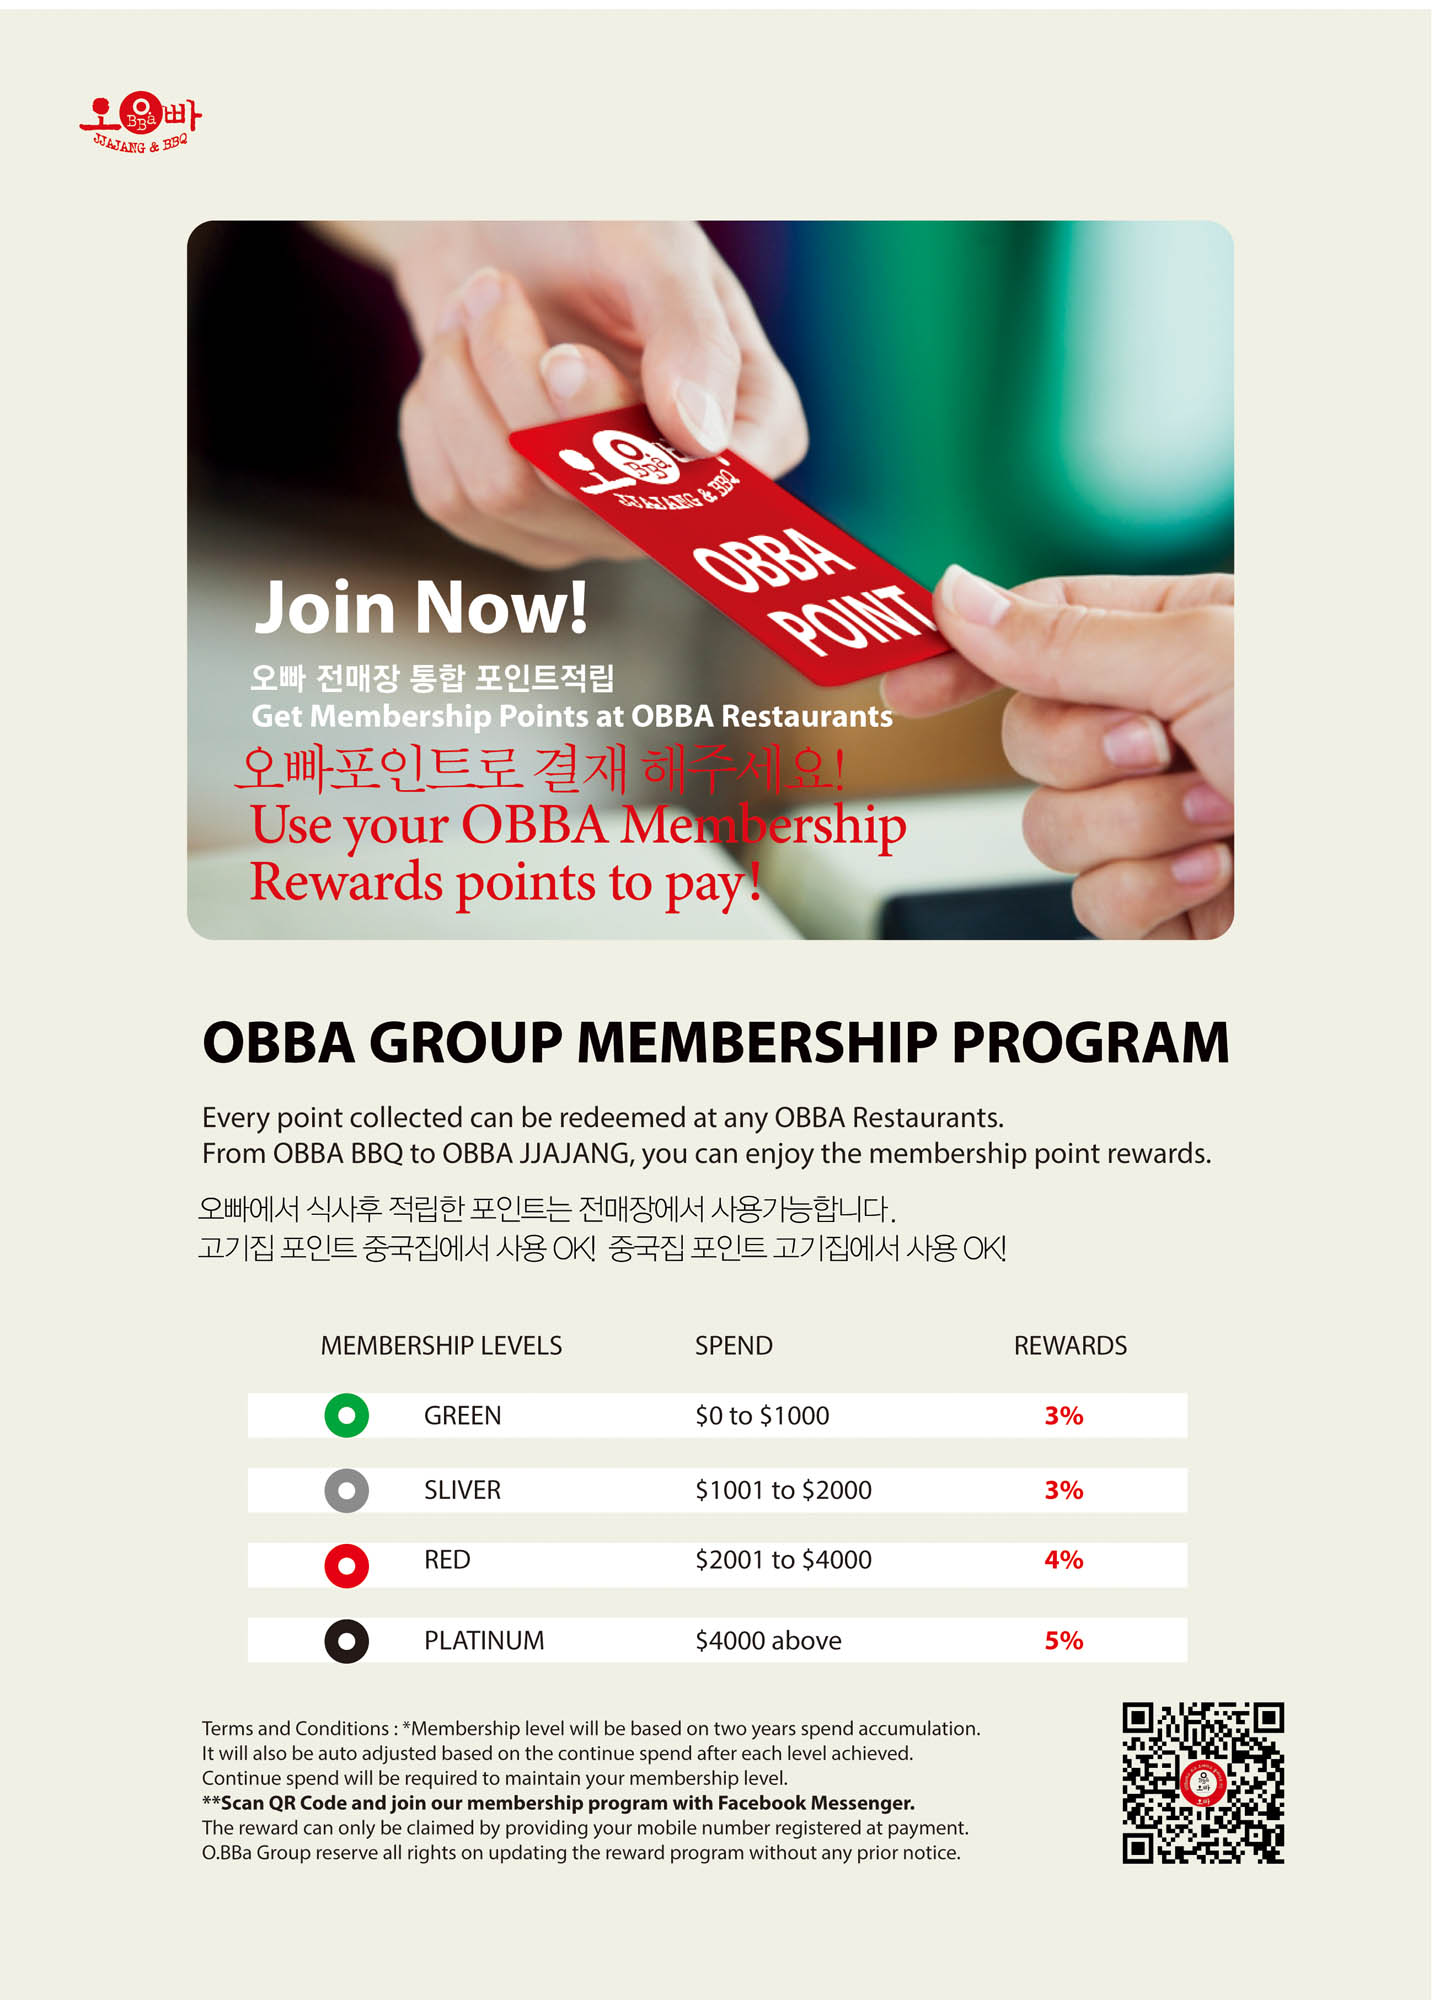 오빠
O.BBa
JJAJANG & BBQ
O.BBa
JJAJANG & BBQ
OBBA
POINT
Join Now!
오빠 전매장 통합 포인트적립
Get Membership Points at OBBA Restaurants
오빠포인트로 결재 해주세요!
Use your OBBA Membership
Rewards points to pay!
OBBA GROUP MEMBERSHIP PROGRAM
Every point collected can be redeemed at any OBBA Restaurants.
From OBBA BBQ to OBBA JJAJANG, you can enjoy the membership point rewards.
오빠에서 식사후 적립한 포인트는 전매장에서 사용가능합니다.
고기집 포인트 중국집에서 사용 OK! 중국집 포인트 고기집에서 사용 OK!
MEMBERSHIP LEVELS SPEND REWARDS
GREEN $0 to $1000 3%
SLIVER $1001 to $2000 3%
RED $2001 to $4000 4%
PLATINUM $4000 above 5%
Terms and Conditions : *Membership level will be based on two years spend accumulation.
It will also be auto adjusted based on the continue spend after each level achieved.
Continue spend will be required to maintain your membership level.
**Scan QR Code and join our membership program with Facebook Messenger.
The reward can only be claimed by providing your mobile number registered at payment.
O.BBa Group reserve all rights on updating the reward program without any prior notice.